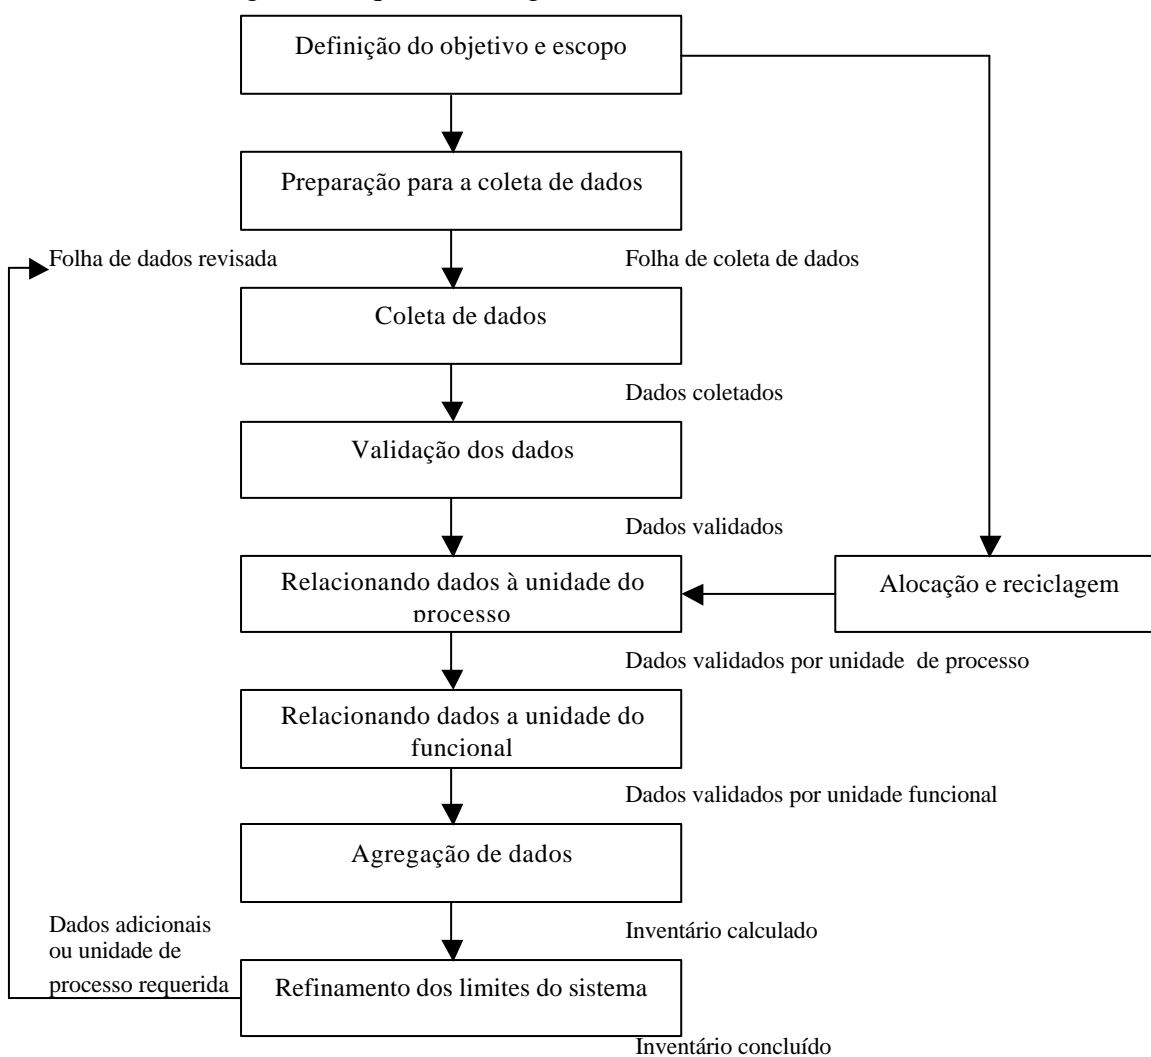 Definição do objetivo e escopo
Preparação para a coleta de dados
Folha de dados revisada
Folha de coleta de dados
Coleta de dados
Dados coletados
Validação dos dados
Dados validados
Relacionando dados à unidade do
processo
Alocação e reciclagem
Dados validados por unidade de processo
Relacionando dados a unidade do
funcional
Dados validados por unidade funcional
Agregação de dados
Dados adicionais
ou unidade de
processo requerida
Inventário calculado
Refinamento dos limites do sistema
Inventário concluído